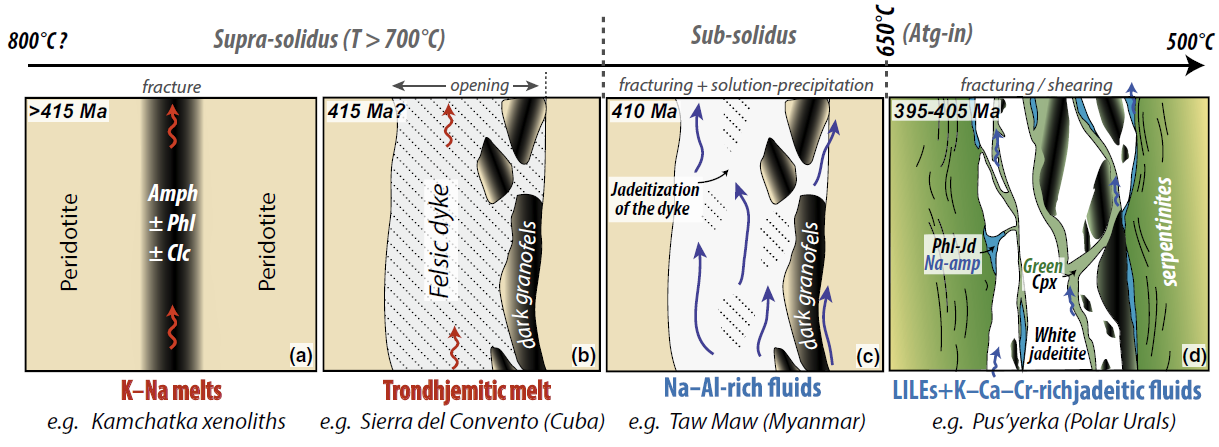 800°C ?
Supra-solidus (T > 700°C)
Sub-solidus
650°C
(Atg-in)
500°C
fracture
opening
fracturing + solution-precipitation
fracturing / shearing
>415 Ma
Peridotite
Amph
± Phl
± Clc
Peridotite
(a)
415 Ma?
Felsic dyke
dark granofels
(b)
410 Ma
Jadeitization
of the dyke
dark granofels
(c)
395-405 Ma
Phl-Jd
Na-amp
Green
Cpx
White
jadeitite
serpentinites
(d)
K–Na melts
Trondhjemitic melt
Na–Al-rich fluids
LILEs+K–Ca–Cr-rich jadeitic fluids
e.g. Kamchatka xenoliths
e.g. Sierra del Convento (Cuba)
e.g. Taw Maw (Myanmar)
e.g. Pus'yerka (Polar Urals)